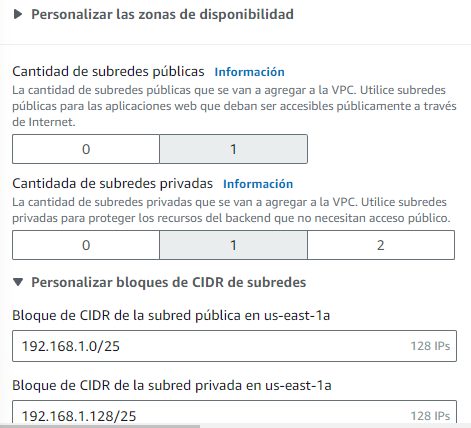 Personalizar las zonas de disponibilidad
Cantidad de subredes públicas Información
La cantidad de subredes públicas que se van a agregar a la VPC. Utilice subredes
públicas para las aplicaciones web que deban ser accesibles públicamente a través
de Internet.
0 1
Cantidada de subredes privadas Información
La cantidad de subredes privadas que se van a agregar a la VPC. Utilice subredes
privadas para proteger los recursos del backend que no necesitan acceso público.
0 1 2
Personalizar bloques de CIDR de subredes
Bloque de CIDR de la subred pública en us-east-1a
192.168.1.0/25 128 IPs
Bloque de CIDR de la subred privada en us-east-1a
192.168.1.128/25 128 IPs